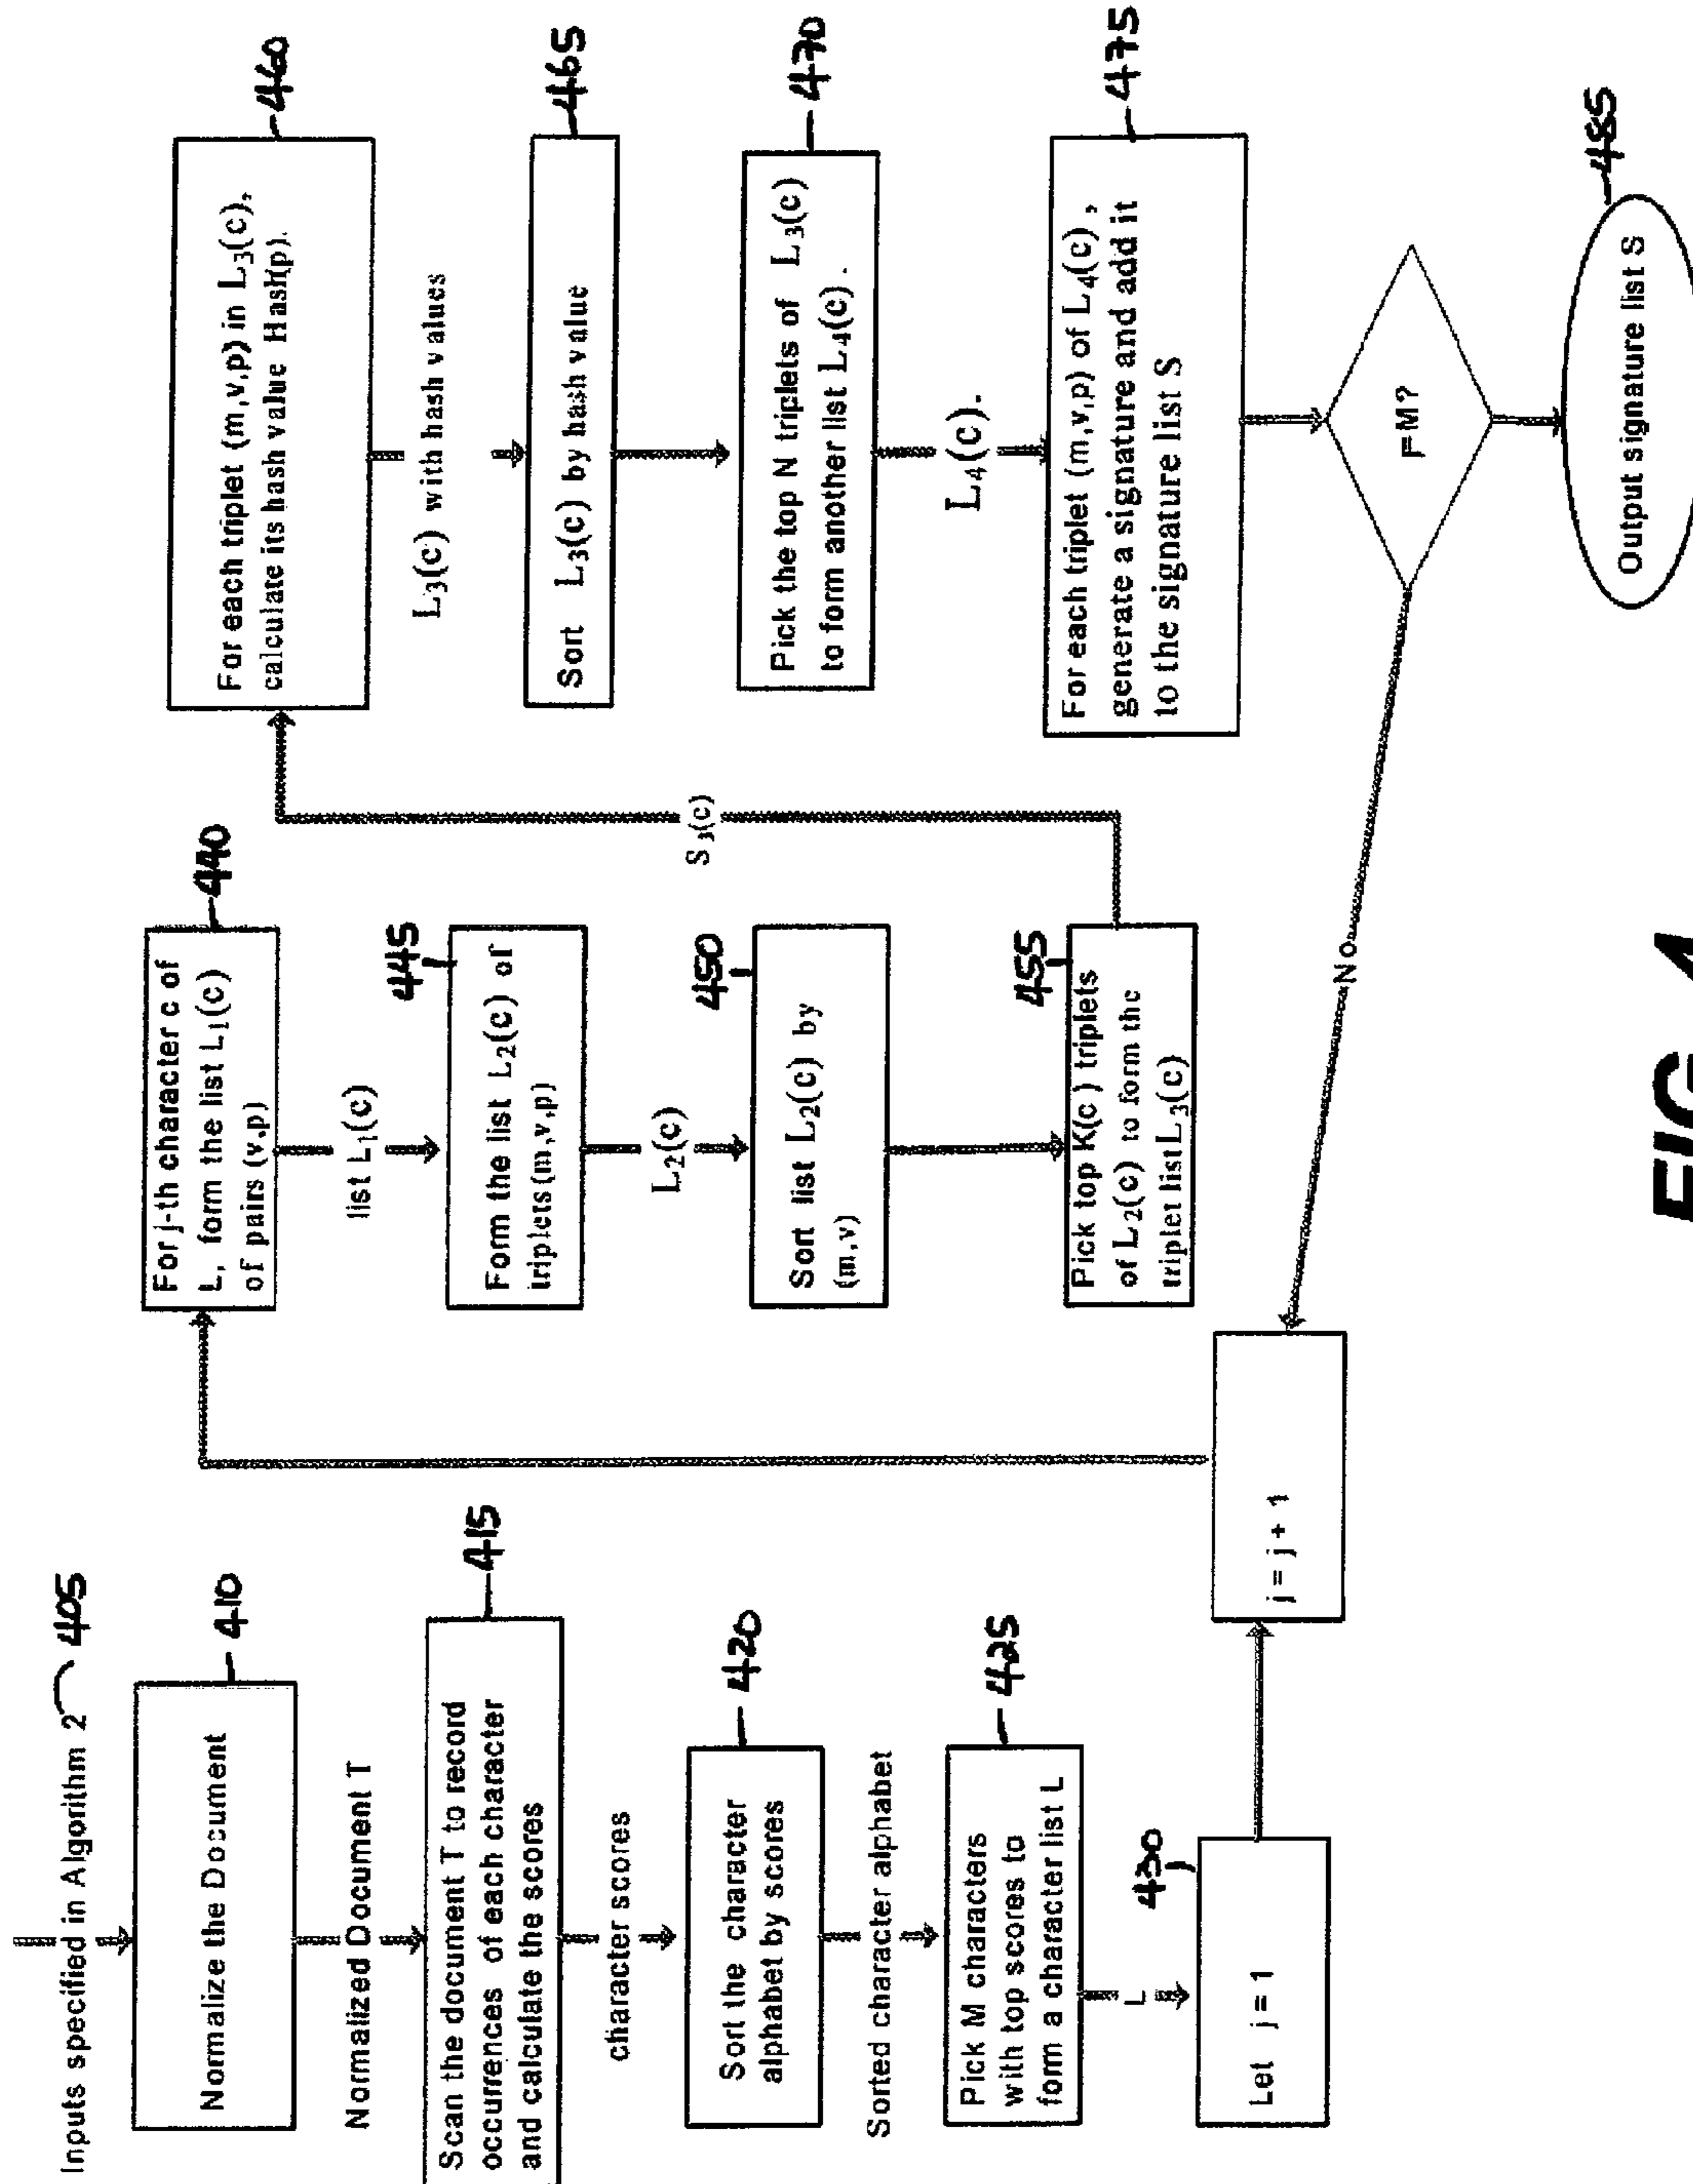 Inputs specified in Algorithm 2
405
Normalize the Document
410
Normalized Document T
Scan the document T to record
occurrences of each character
and calculate the scores
415
character scores
Sort the character
alphabet by scores
420
Sorted character alphabet
Pick M characters
with top scores to
form a character list L
425
L
430
Let j = 1
j = j + 1
For j-th character c of
L, form the list L₁(c)
of pairs (v,p)
440
list L₁(c)
445
Form the list L₂(c) of
triplets(m,v,p)
L₂(c)
450
Sort list L₂(c) by
(m,v)
455
Pick top K(c) triplets
of L₂(c) to form the
triplet list L₃(c)
S₃(c)
For each triplet (m,v,p) in L₃(c),
calculate its hash value Hash(p).
460
L₃(c) with hash values
Sort L₃(c) by hash value
465
Pick the top N triplets of L₃(c)
to form another list L₄(c).
470
L₄(c).
For each triplet (m,v,p) of L₄(c),
generate a signature and add it
to the signature list S
475
M?
No
Output signature list S
485
FIG. 4